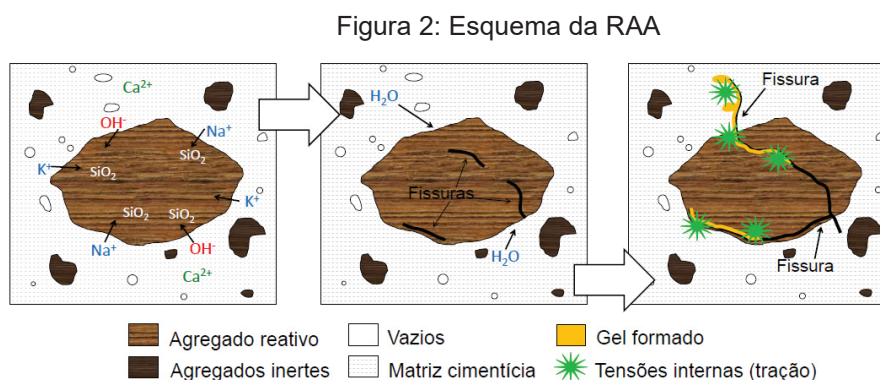 Figura 2: Esquema da RAA
Ca²⁺
OH⁻
Na⁺
SiO₂
K⁺
SiO₂
K⁺
SiO₂
SiO₂
Na⁺
OH⁻
Ca²⁺
H₂O
Fissuras
H₂O
Fissura
Fissura
Agregado reativo
Vazios
Gel formado
Agregados inertes
Matriz cimentícia
Tensões internas (tração)